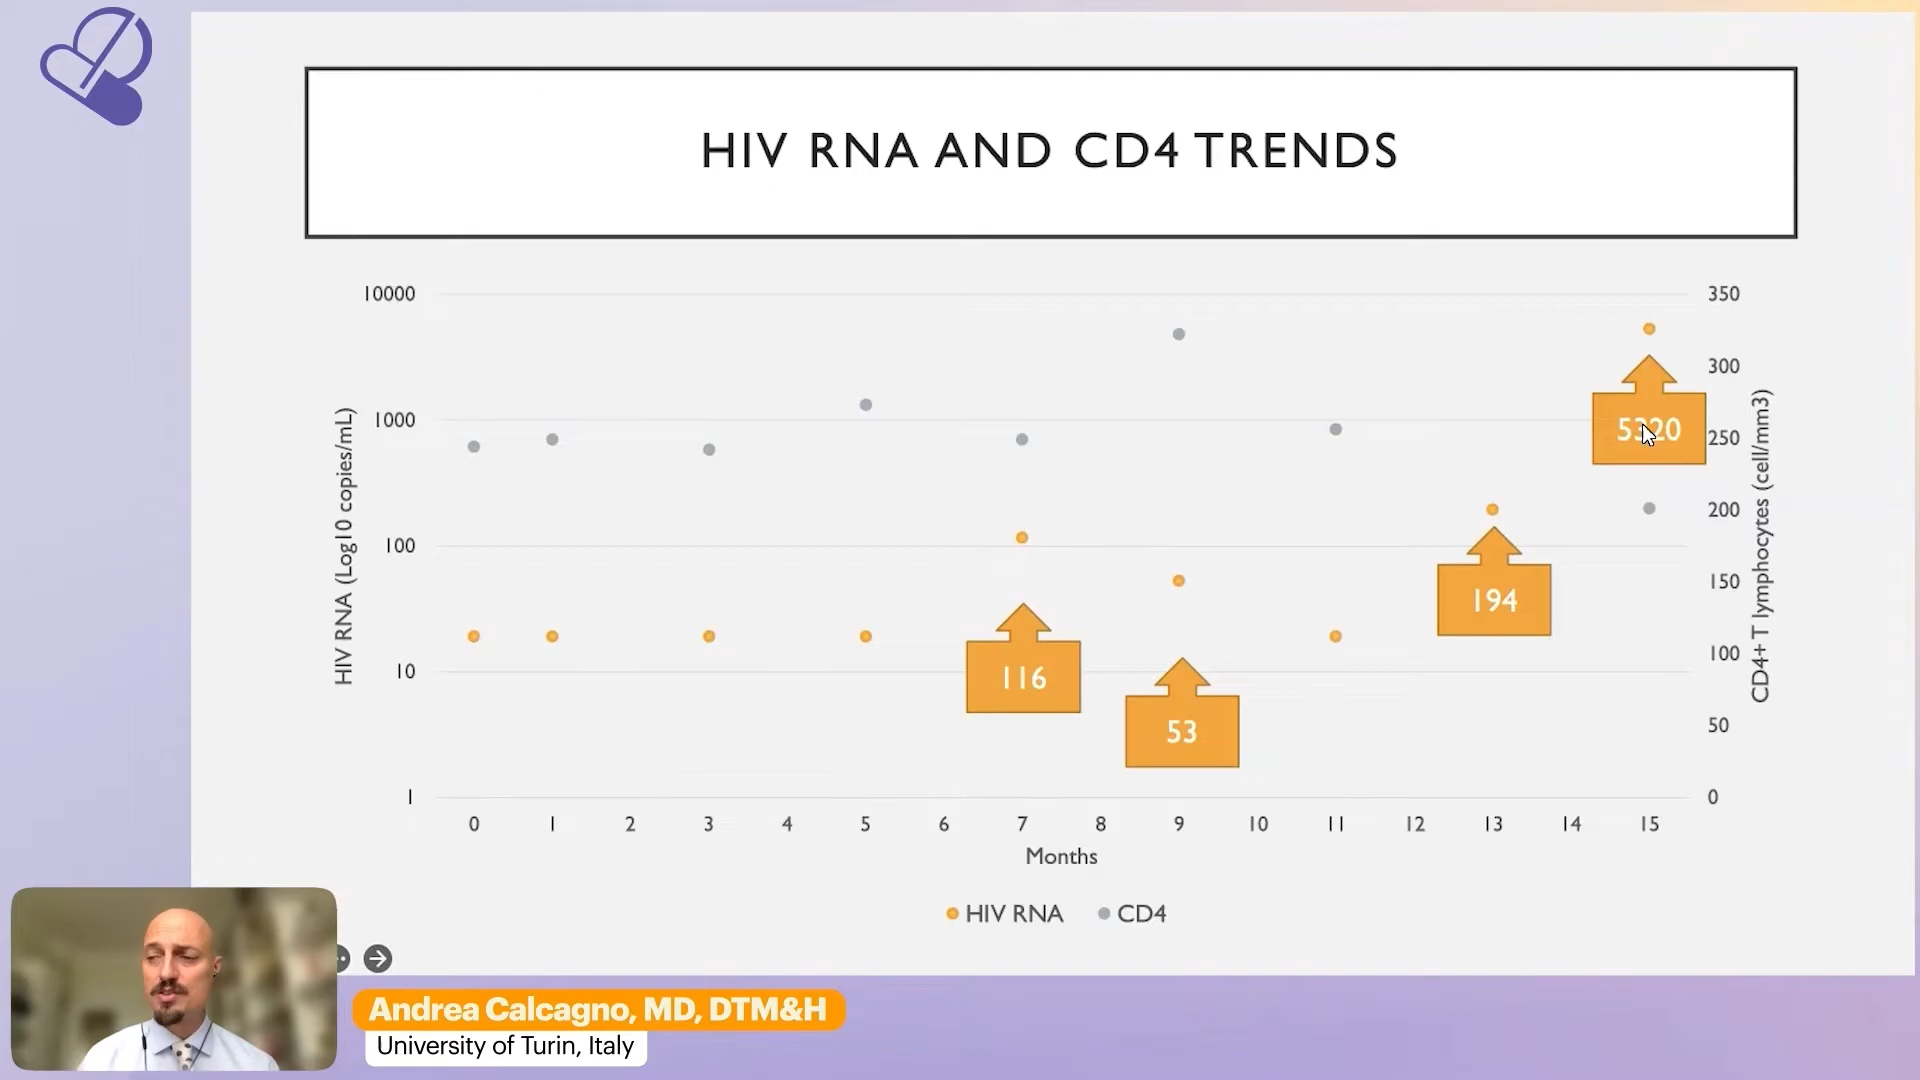 HIV RNA AND CD4 TRENDS
10000
1000
100
10
1
HIV RNA (Log10 copies/mL)
350
300
250
200
150
100
50
0
CD4+ T lymphocytes (cell/mm3)
116
53
194
5320
0 1 2 3 4 5 6 7 8 9 10 11 12 13 14 15
Months
HIV RNA CD4
Andrea Calcagno, MD, DTM&H
University of Turin, Italy